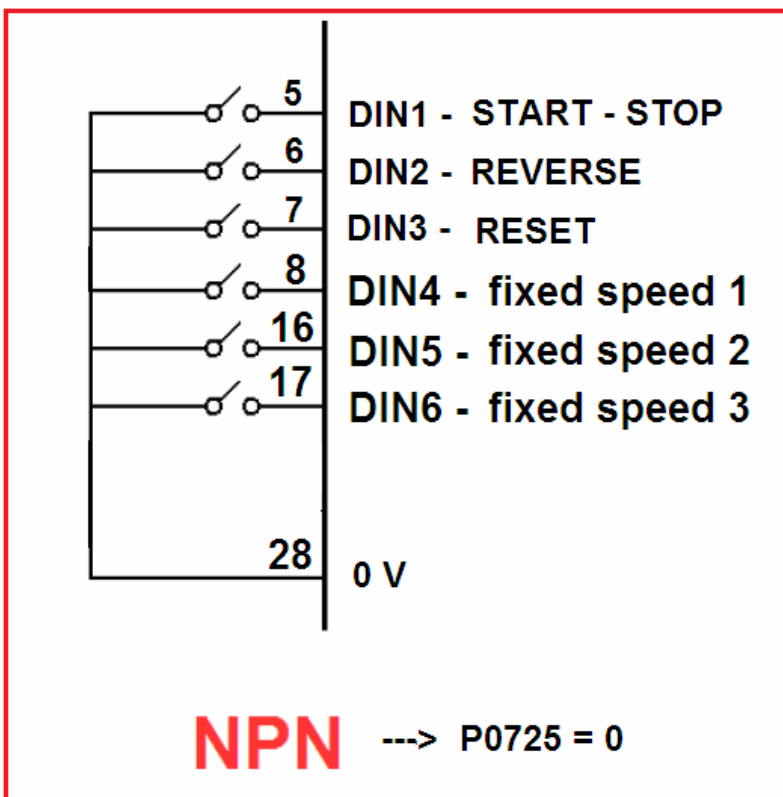 5 DIN1 - START - STOP
6 DIN2 - REVERSE
7 DIN3 - RESET
8 DIN4 - fixed speed 1
16 DIN5 - fixed speed 2
17 DIN6 - fixed speed 3
28 0 V
NPN ---> P0725 = 0